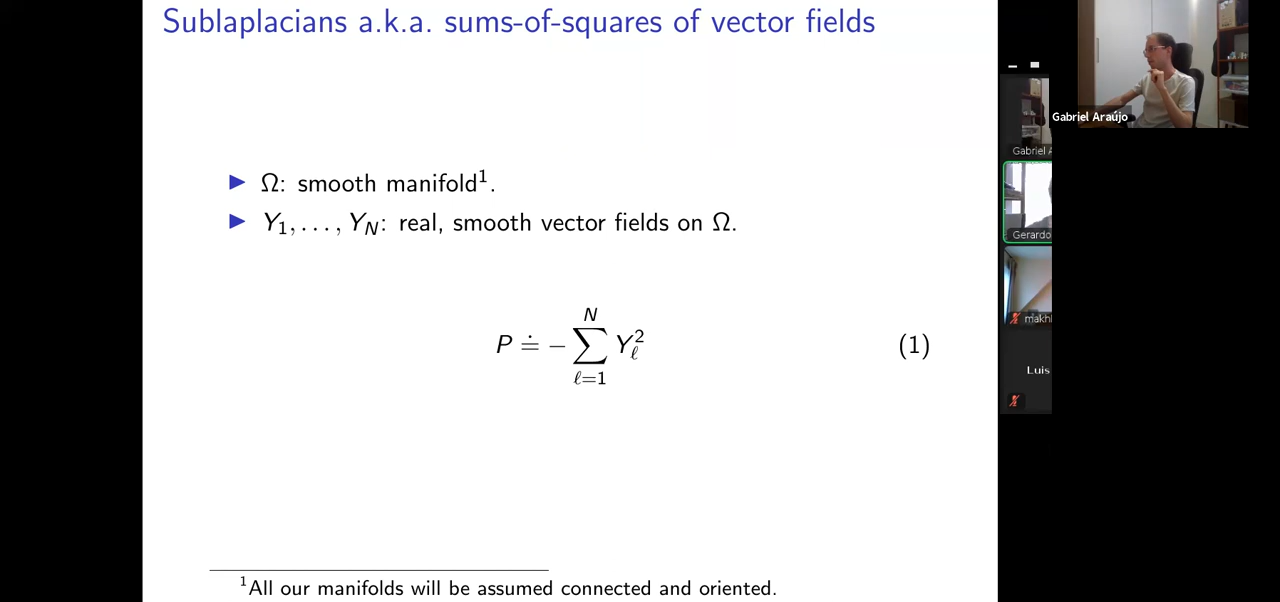 Sublaplacians a.k.a. sums-of-squares of vector fields
▶ Ω: smooth manifold¹.
▶ Y₁, . . . , Y_N: real, smooth vector fields on Ω.
P ≐ − ∑_{ℓ=1}^{N} Y_ℓ² (1)
¹All our manifolds will be assumed connected and oriented.
Gabriel Araújo
Gabriel A
Gerardo
makhl
Luis